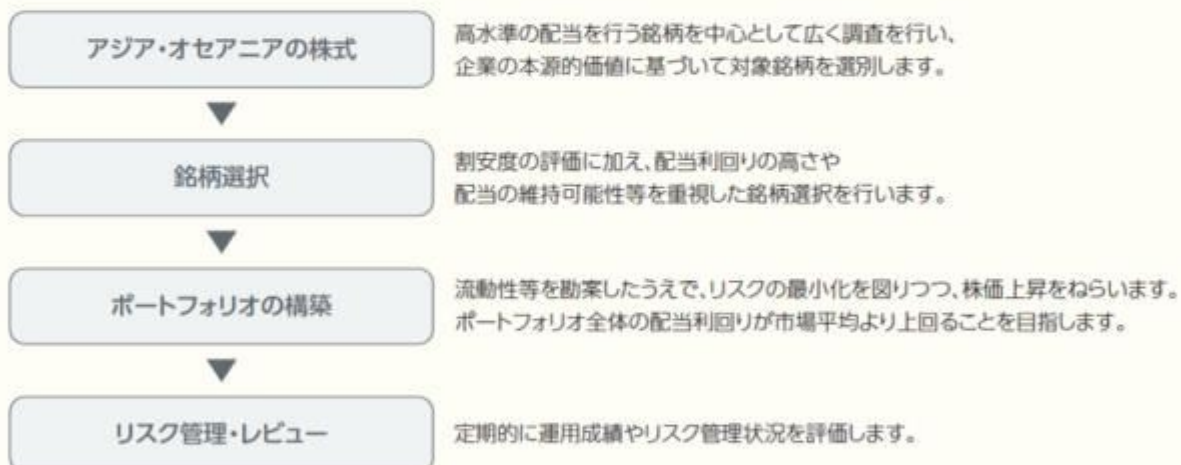 アジア・オセアニアの株式
高水準の配当を行う銘柄を中心として広く調査を行い、
企業の本源的価値に基づいて対象銘柄を選別します。
銘柄選択
割安度の評価に加え、配当利回りの高さや
配当の維持可能性等を重視した銘柄選択を行います。
ポートフォリオの構築
流動性等を勘案したうえで、リスクの最小化を図りつつ、株価上昇をねらいます。
ポートフォリオ全体の配当利回りが市場平均より上回ることを目指します。
リスク管理・レビュー
定期的に運用成績やリスク管理状況を評価します。